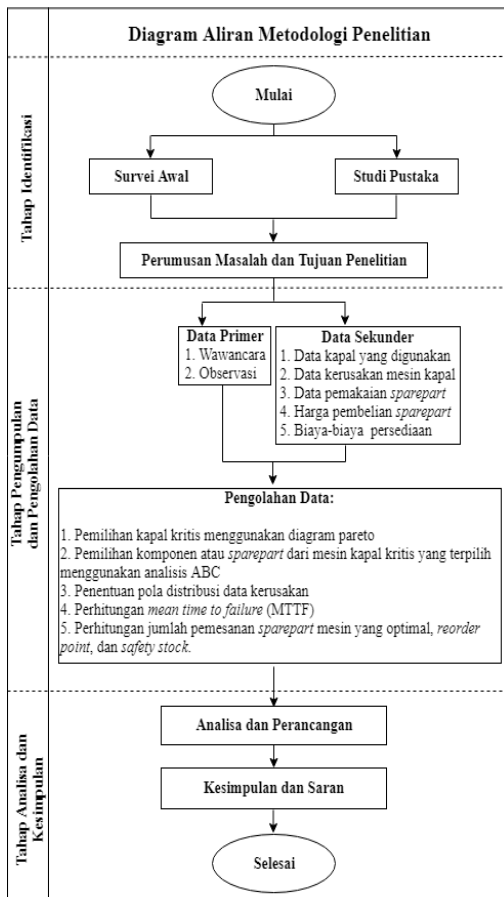 Diagram Aliran Metodologi Penelitian
Tahap Identifikasi
Mulai
Survei Awal
Studi Pustaka
Perumusan Masalah dan Tujuan Penelitian
Tahap Pengumpulan
dan Pengolahan Data
Data Primer
1. Wawancara
2. Observasi
Data Sekunder
1. Data kapal yang digunakan
2. Data kerusakan mesin kapal
3. Data pemakaian sparepart
4. Harga pembelian sparepart
5. Biaya-biaya persediaan
Pengolahan Data:
1. Pemilihan kapal kritis menggunakan diagram pareto
2. Pemilihan komponen atau sparepart dari mesin kapal kritis yang terpilih
menggunakan analisis ABC
3. Penentuan pola distribusi data kerusakan
4. Perhitungan mean time to failure (MTTF)
5. Perhitungan jumlah pemesanan sparepart mesin yang optimal, reorder
point, dan safety stock.
Tahap Analisa dan
Kesimpulan
Analisa dan Perancangan
Kesimpulan dan Saran
Selesai